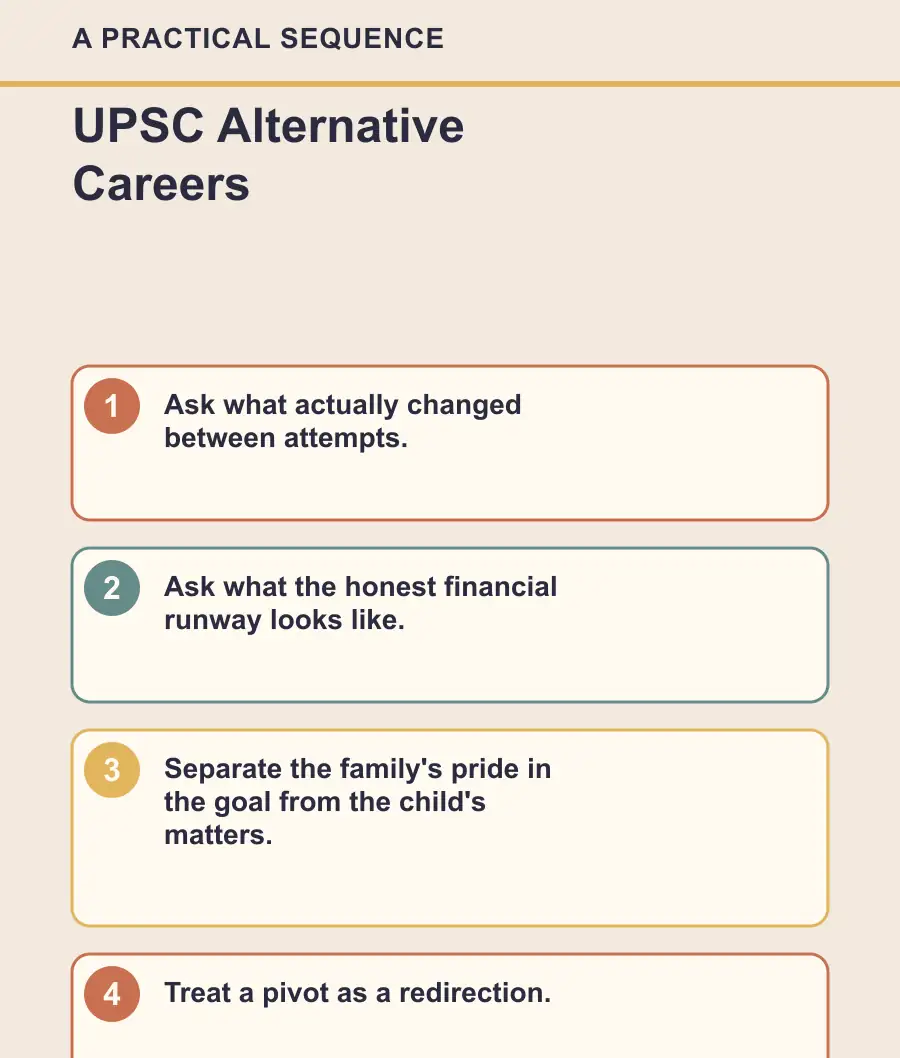 A PRACTICAL SEQUENCE
UPSC Alternative
Careers
1
Ask what actually changed
between attempts.
2
Ask what the honest financial
runway looks like.
3
Separate the family's pride in
the goal from the child's
matters.
4
Treat a pivot as a redirection.